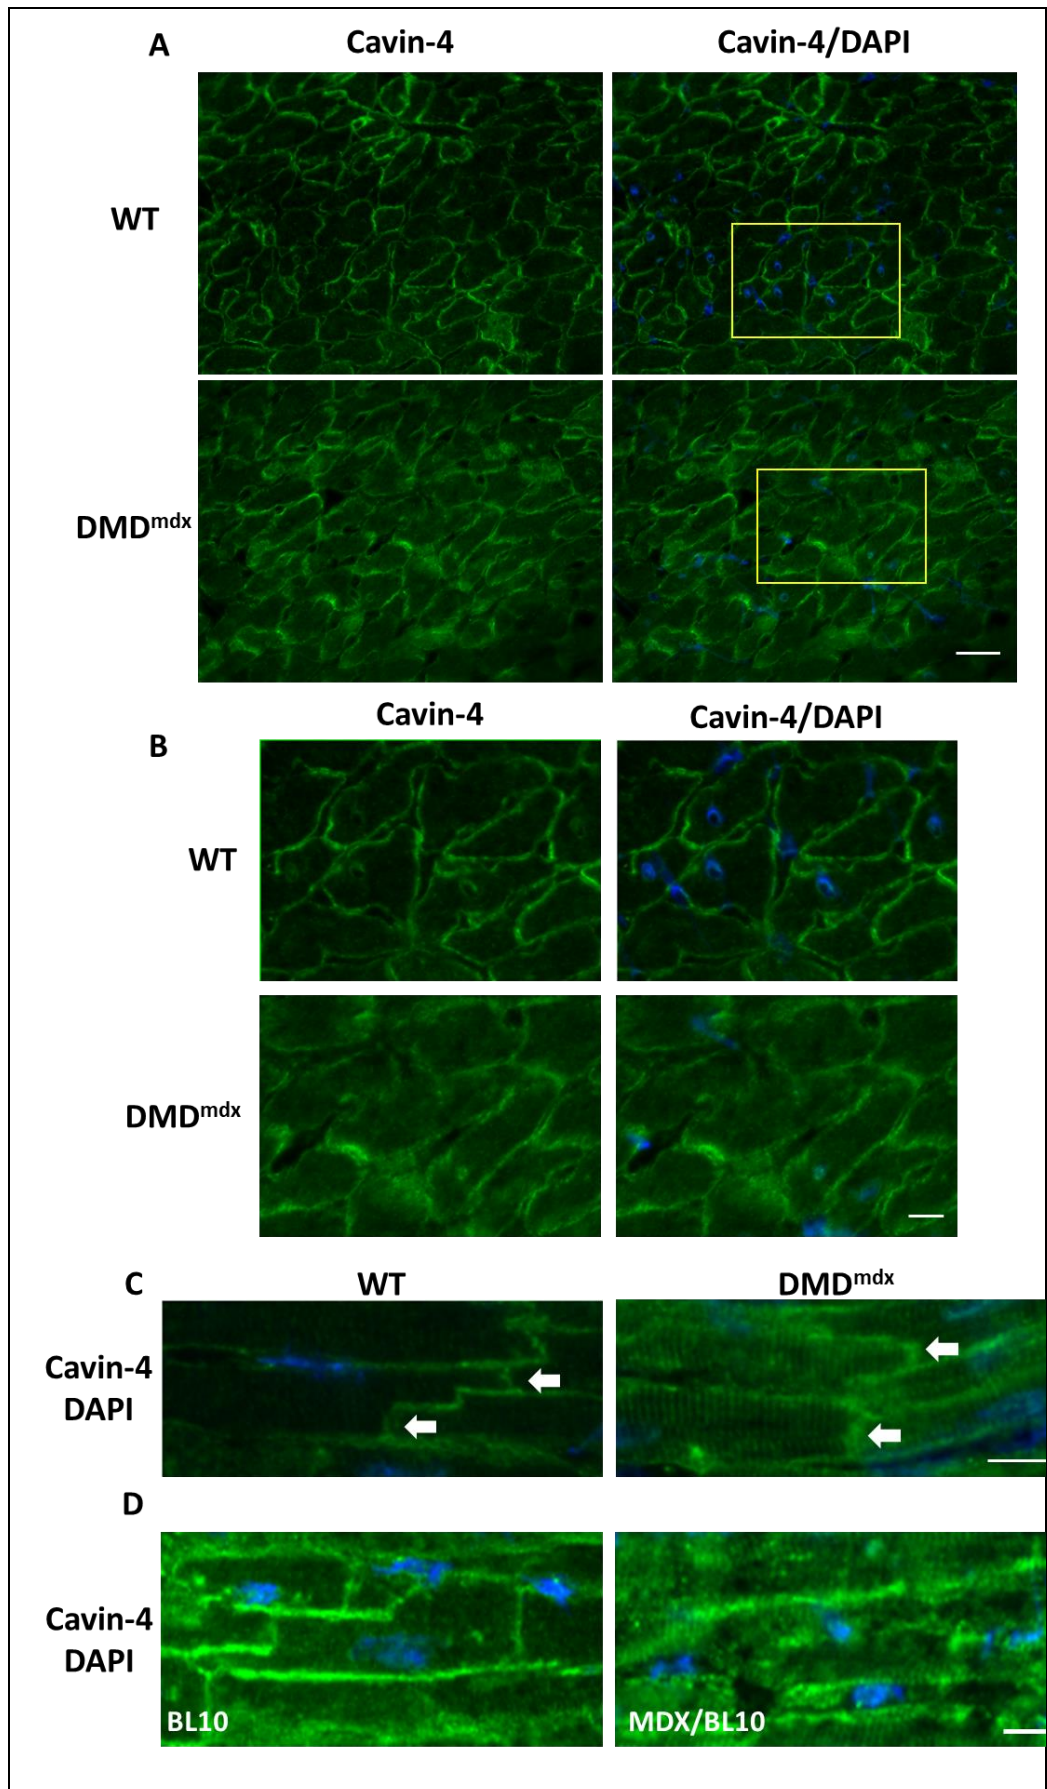 A
Cavin-4
Cavin-4/DAPI
WT
DMDmdx
B
Cavin-4
Cavin-4/DAPI
WT
DMDmdx
C
WT
DMDmdx
Cavin-4
DAPI
D
Cavin-4
DAPI
BL10
MDX/BL10